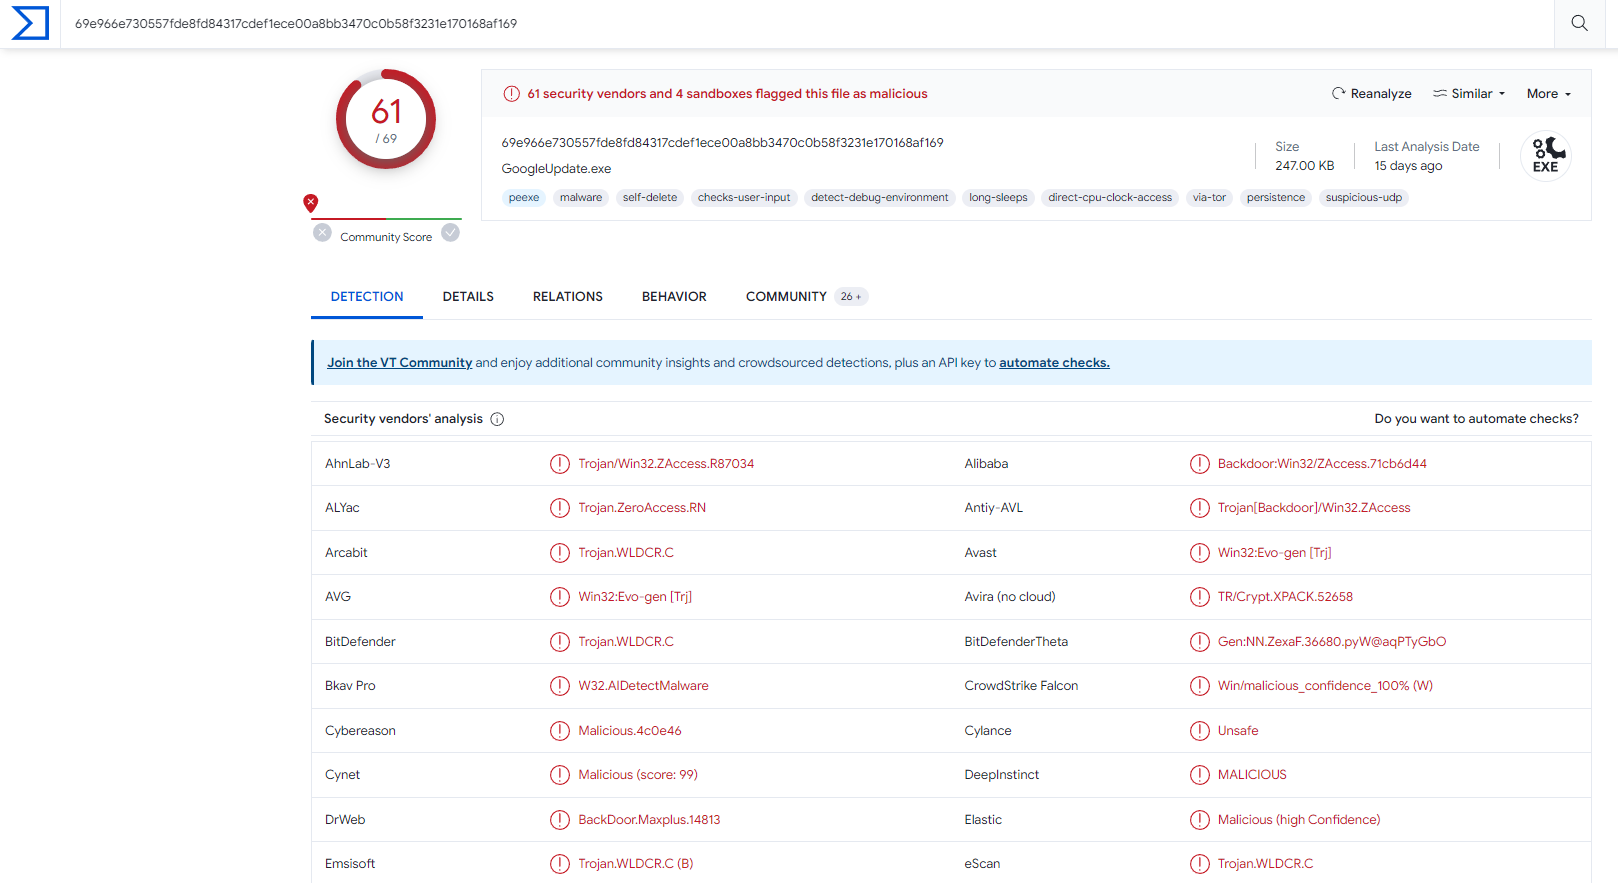 69e966e730557fde8fd84317cdef1ece00a8bb3470c0b58f3231e170168af169
61
/ 69
Community Score
61 security vendors and 4 sandboxes flagged this file as malicious
Reanalyze Similar More
69e966e730557fde8fd84317cdef1ece00a8bb3470c0b58f3231e170168af169
GoogleUpdate.exe
Size
247.00 KB
Last Analysis Date
15 days ago
EXE
peexe malware self-delete checks-user-input detect-debug-environment long-sleeps direct-cpu-clock-access via-tor persistence suspicious-udp
DETECTION DETAILS RELATIONS BEHAVIOR COMMUNITY 26 +
Join the VT Community and enjoy additional community insights and crowdsourced detections, plus an API key to automate checks.
Security vendors' analysis Do you want to automate checks?
AhnLab-V3 Trojan/Win32.ZAccess.R87034 Alibaba Backdoor:Win32/ZAccess.71cb6d44
ALYac Trojan.ZeroAccess.RN Antiy-AVL Trojan[Backdoor]/Win32.ZAccess
Arcabit Trojan.WLDCR.C Avast Win32:Evo-gen [Trj]
AVG Win32:Evo-gen [Trj] Avira (no cloud) TR/Crypt.XPACK.52658
BitDefender Trojan.WLDCR.C BitDefenderTheta Gen:NN.ZexaF.36680.pyW@aqPTyGbO
Bkav Pro W32.AIDetectMalware CrowdStrike Falcon Win/malicious_confidence_100% (W)
Cybereason Malicious.4c0e46 Cylance Unsafe
Cynet Malicious (score: 99) DeepInstinct MALICIOUS
DrWeb BackDoor.Maxplus.14813 Elastic Malicious (high Confidence)
Emsisoft Trojan.WLDCR.C (B) eScan Trojan.WLDCR.C